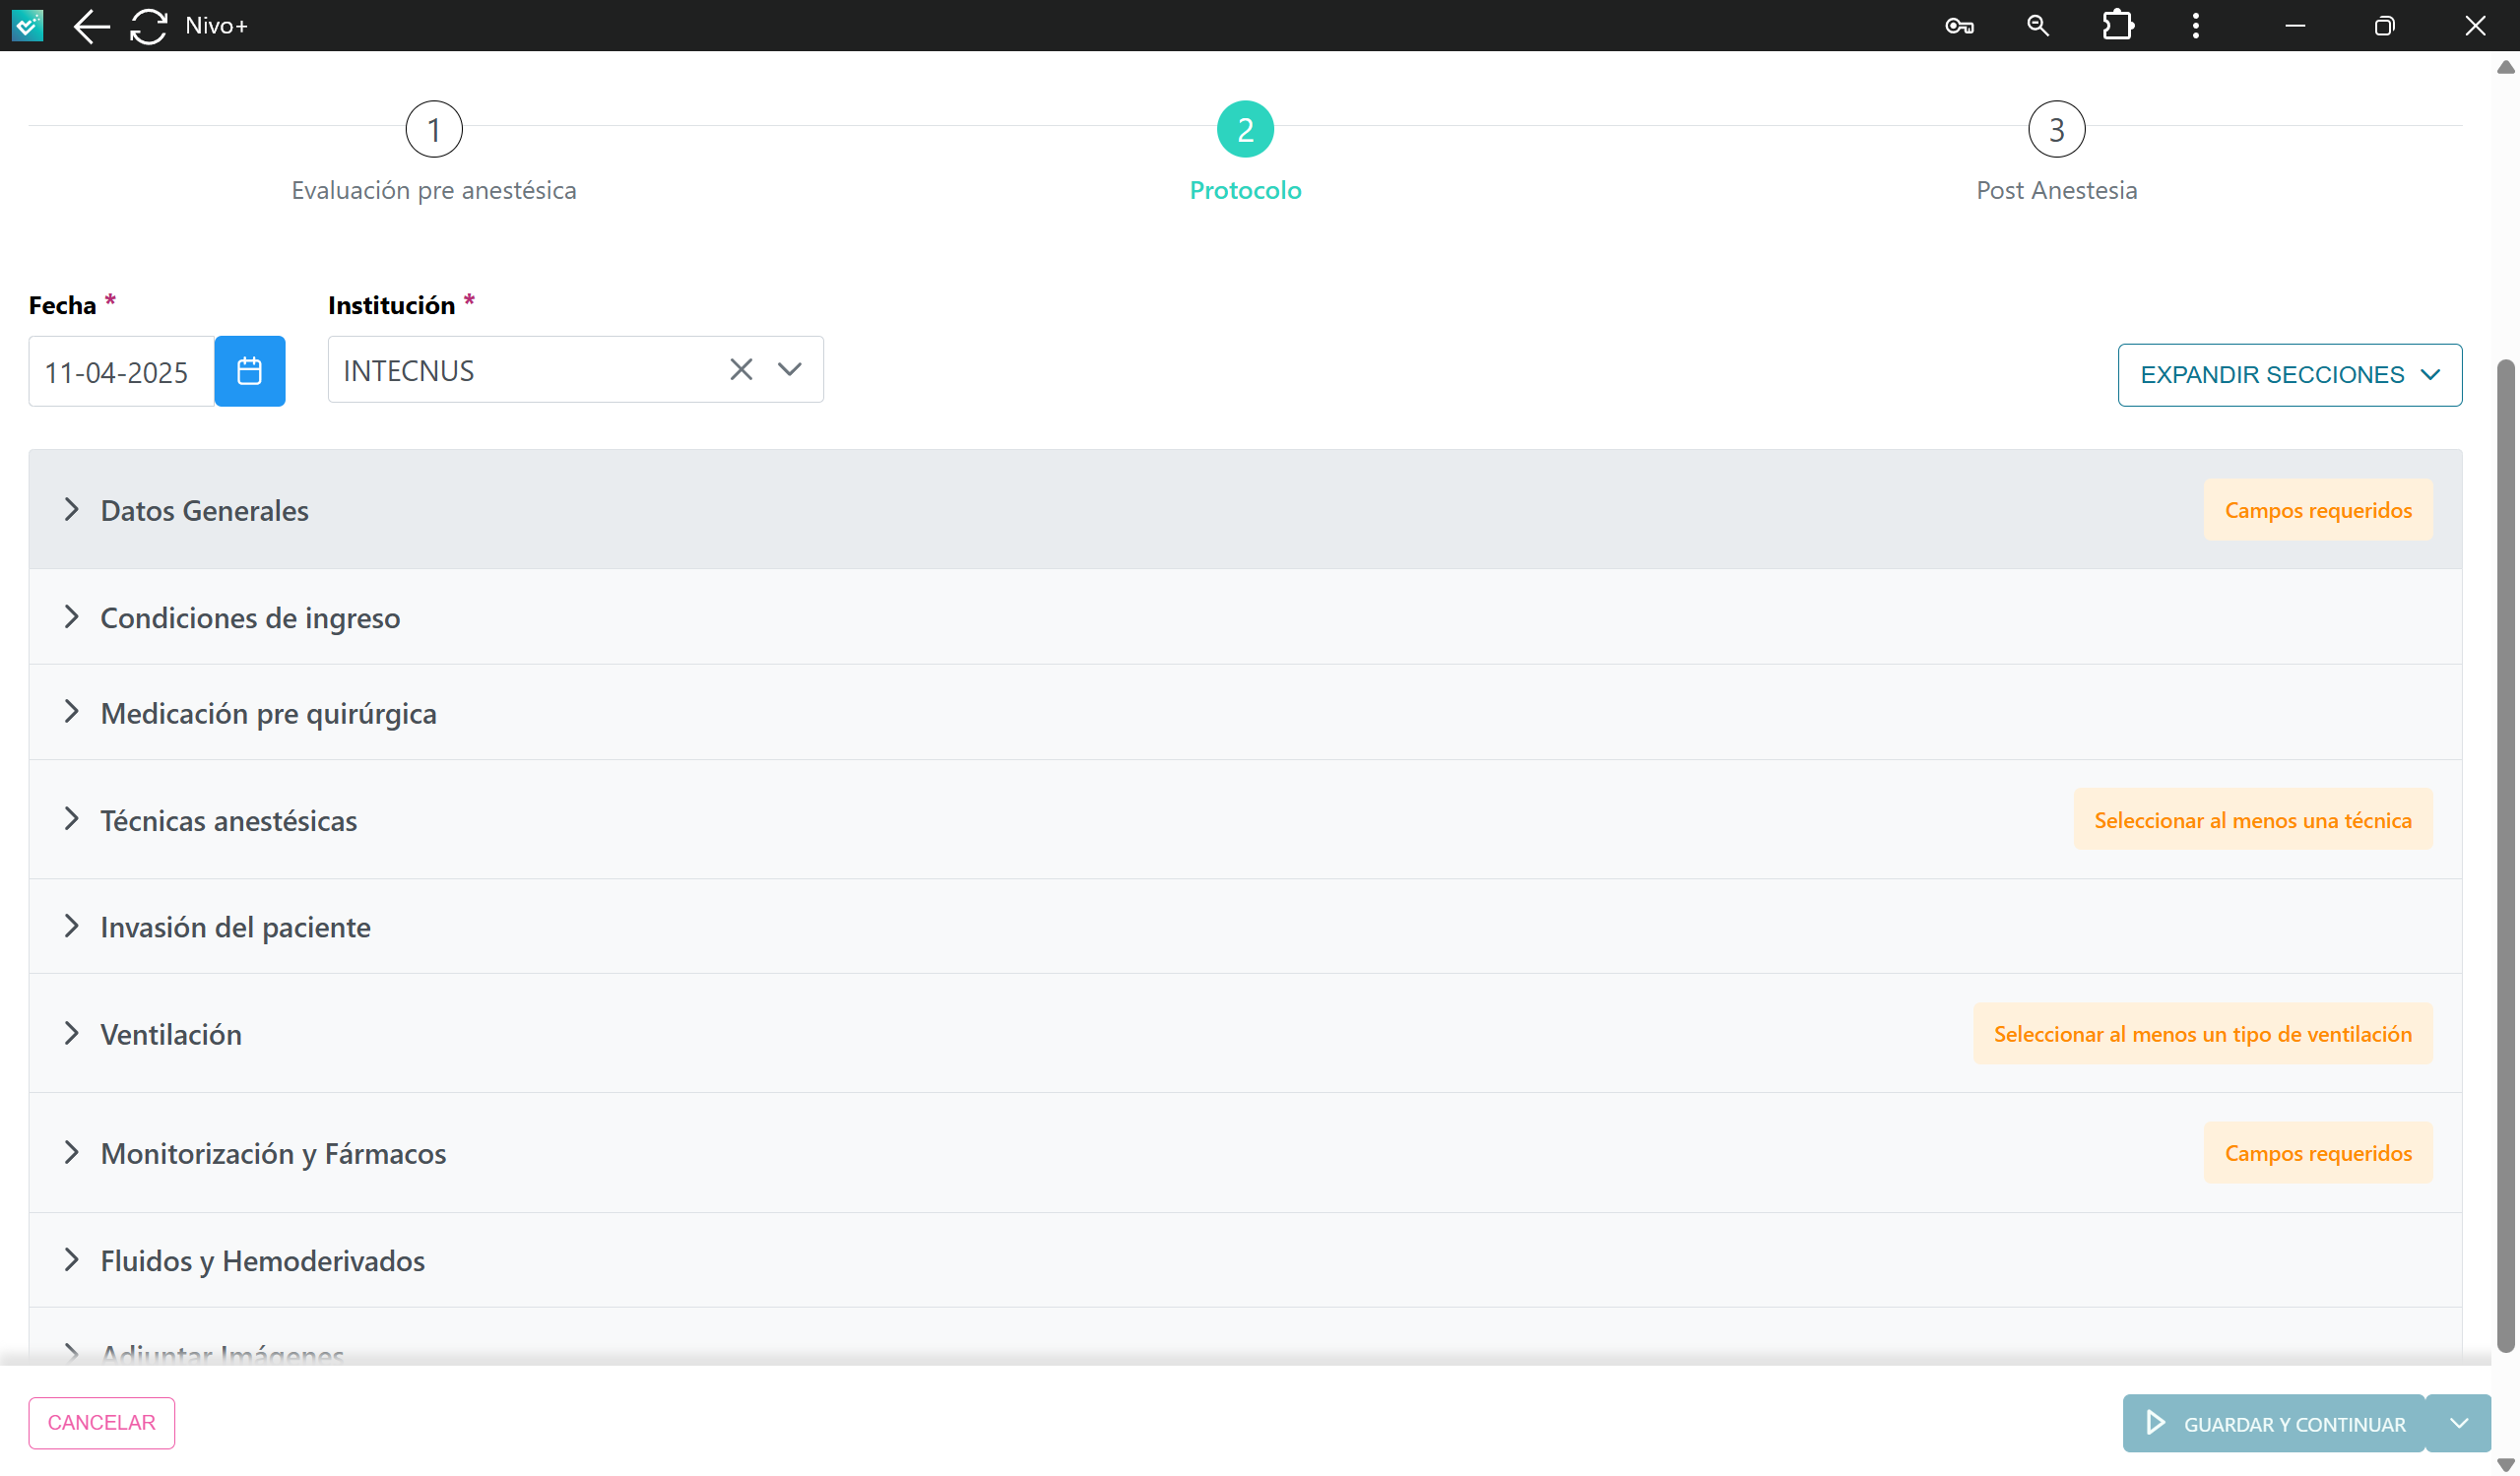 Nivo+
1
2
3
Evaluación pre anestésica
Protocolo
Post Anestesia
Fecha *
Institución *
11-04-2025
INTECNUS
EXPANDIR SECCIONES
Datos Generales
Campos requeridos
Condiciones de ingreso
Medicación pre quirúrgica
Técnicas anestésicas
Seleccionar al menos una técnica
Invasión del paciente
Ventilación
Seleccionar al menos un tipo de ventilación
Monitorización y Fármacos
Campos requeridos
Fluidos y Hemoderivados
Adjuntar Imágenes
CANCELAR
GUARDAR Y CONTINUAR